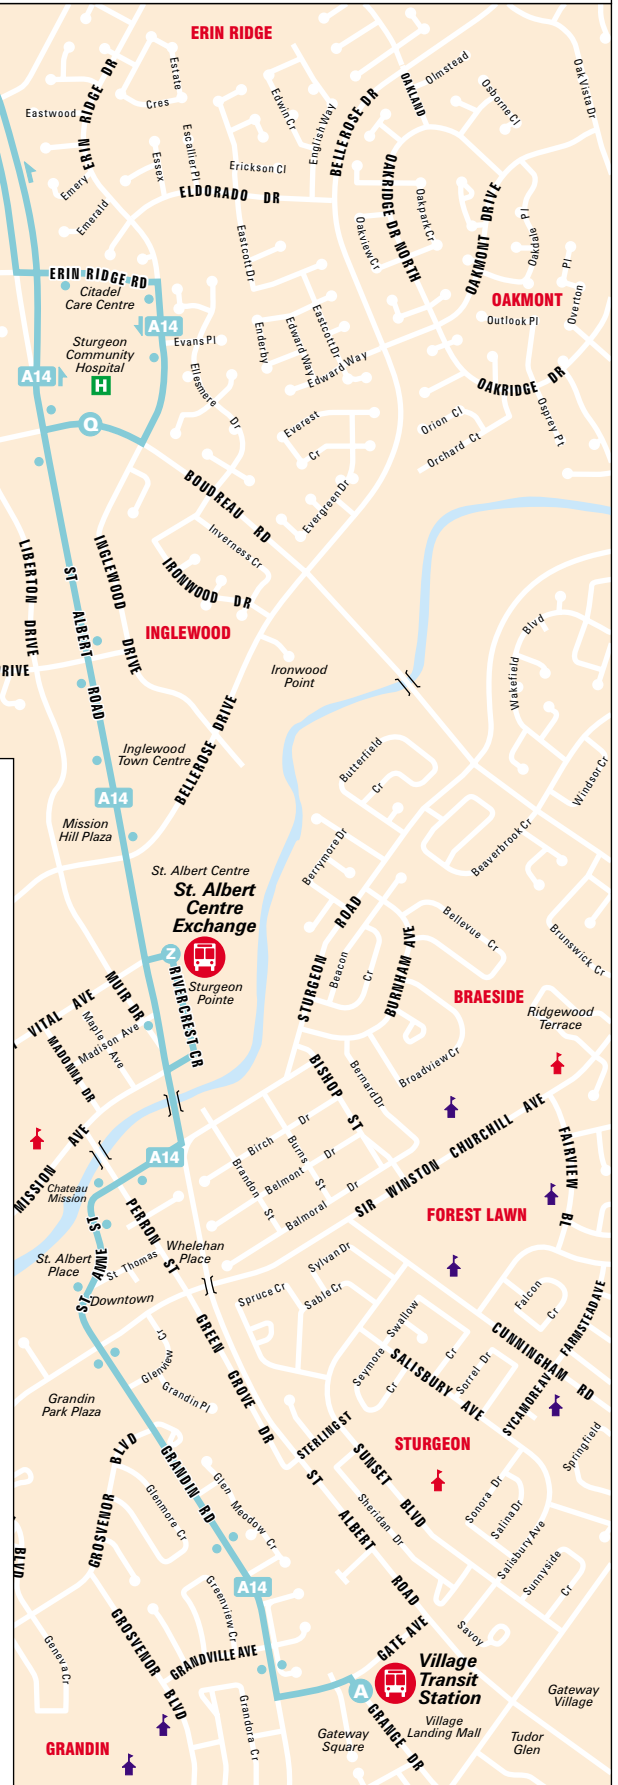 ERIN RIDGE
Estate
Cres
Eastwood
ERIN RIDGE DR
Emery
Emerald
Essex
Escallier Pl
Edwin Cr
English Way
Erickson Cl
ELDORADO DR
BELLEROSE DR
OAKLAND
Olmstead
Osborne Cl
Oak Vista Dr
OAKRIDGE DR NORTH
Oakpark Cr
Oakview Cr
OAKMONT DRIVE
Oakdale Pl
Overton Pl
OAKMONT
Outlook Pl
Eastcott Dr
ERIN RIDGE RD
Citadel
Care Centre
A14
Sturgeon
Community
Hospital
H
A14
Evans Pl
Enderby
Edward Way
Eastcott Dr
Edward Way
Ellesmere Dr
Everest Cr
OAKRIDGE DR
Orion Cl
Orchard Ct
Osprey Pt
Q
BOUDREAU RD
Evergreen Dr
Inverness Cr
IRONWOOD DR
LIBERTON DRIVE
INGLEWOOD DRIVE
ST ALBERT ROAD
INGLEWOOD
RIVE
Ironwood
Point
Wakefield Blvd
BELLEROSE DRIVE
Inglewood
Town Centre
A14
Mission
Hill Plaza
Butterfield Cr
Windsor Cr
Beaverbrook Cr
Berrymore Dr
St. Albert Centre
St. Albert
Centre
Exchange
Z
Sturgeon
Pointe
STURGEON ROAD
Beacon Cr
BURNHAM AVE
Bellevue Cr
Brunswick Cr
BRAESIDE
Ridgewood
Terrace
VITAL AVE
MUIR DR
Maple Ave
Madison Ave
MADONNA DR
RIVERCREST CR
BISHOP ST
Bernard Dr
Broadview Cr
MISSION AVE
A14
Chateau
Mission
Birch Dr
Burns St
Brandon St
Belmont Dr
Balmoral Dr
SIR WINSTON CHURCHILL AVE
FAIRVIEW BL
FOREST LAWN
PERRON ST
ST ANNE ST
St. Albert
Place
St Thomas
Whelehan
Place
Downtown
Sylvan Dr
Spruce Cr
Sable Cr
Swallow
Seymore Cr
Falcon Cr
FARMSTEAD AVE
CUNNINGHAM RD
SALISBURY AVE
Cr
Sorrel Dr
SYCAMORE AV
Springfield
Glenview Cr
Grandin Pl
Grandin
Park Plaza
GREEN GROVE DR
STERLING ST
STURGEON
SUNSET BLVD
ST ALBERT ROAD
Sheridan Dr
Sonora Dr
Salina Dr
Salisbury Ave
Sunnyside Cr
GROSVENOR BLVD
Glenmore Cr
GRANDIN RD
Glen Meadow Cr
BLVD
A14
Greenview Cr
GROSVENOR BLVD
GRANDVILLE AVE
Grandora Cr
Geneva Cr
GRANDIN
GATE AVE
Savoy
Village
Transit
Station
A
GRANGE DR
Gateway
Square
Village
Landing Mall
Tudor
Glen
Gateway
Village